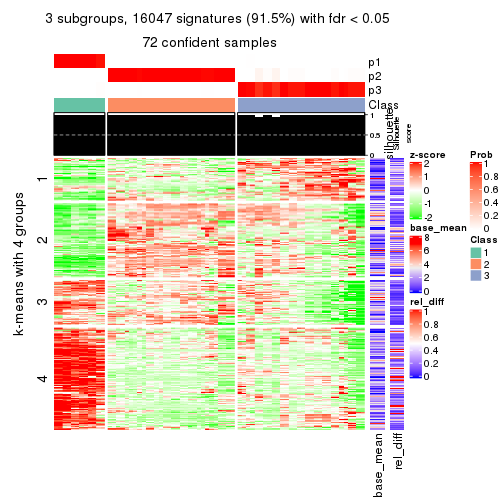 3 subgroups, 16047 signatures (91.5%) with fdr < 0.05
72 confident samples
p1
p2
p3
Class
silhouette
1
0.5
0
Silhouette
score
k-means with 4 groups
1
2
3
4
base_mean
rel_diff
z-score
2
1
0
-1
-2
base_mean
8
6
4
2
0
rel_diff
1
0.8
0.6
0.4
0.2
0
Prob
1
0.8
0.6
0.4
0.2
0
Class
1
2
3